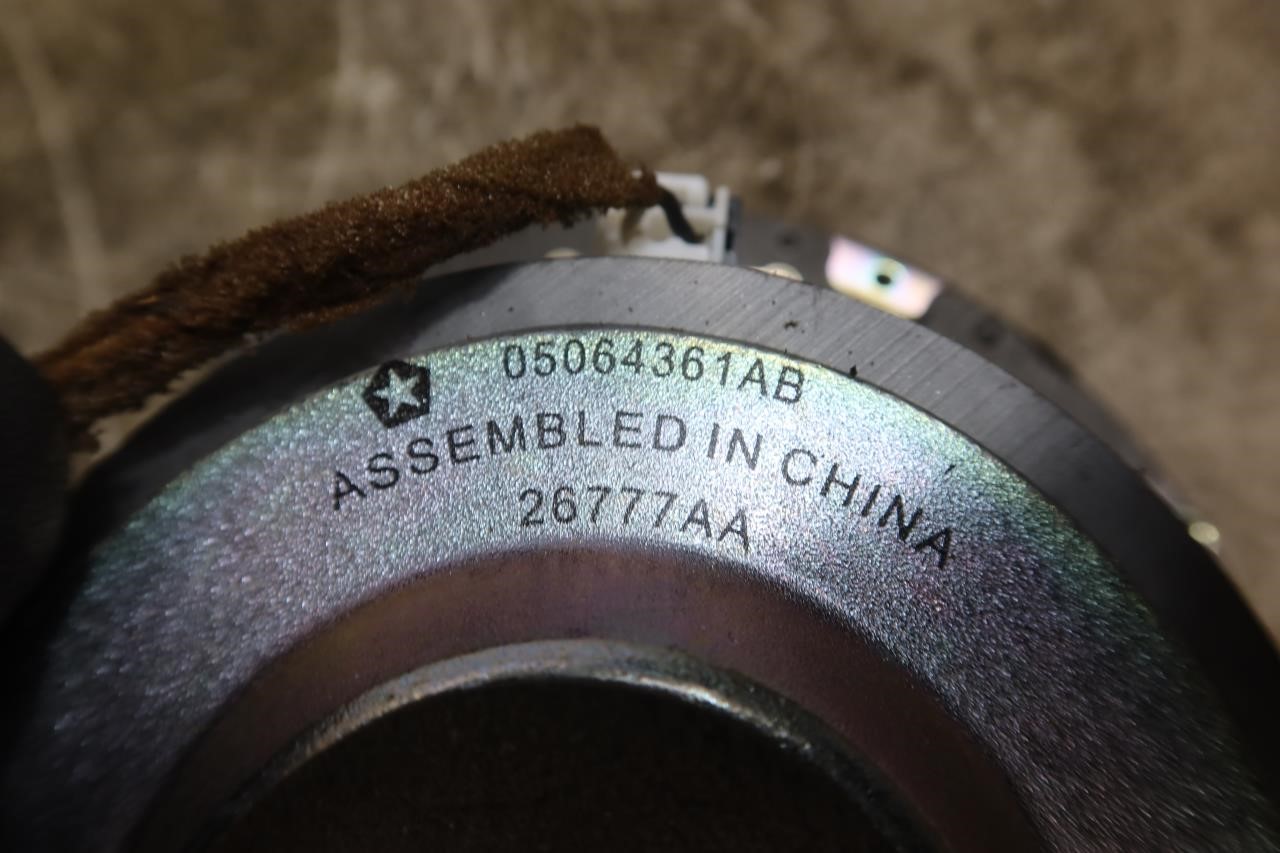 05064361AB
ASSEMBLED IN CHINA
26777AA